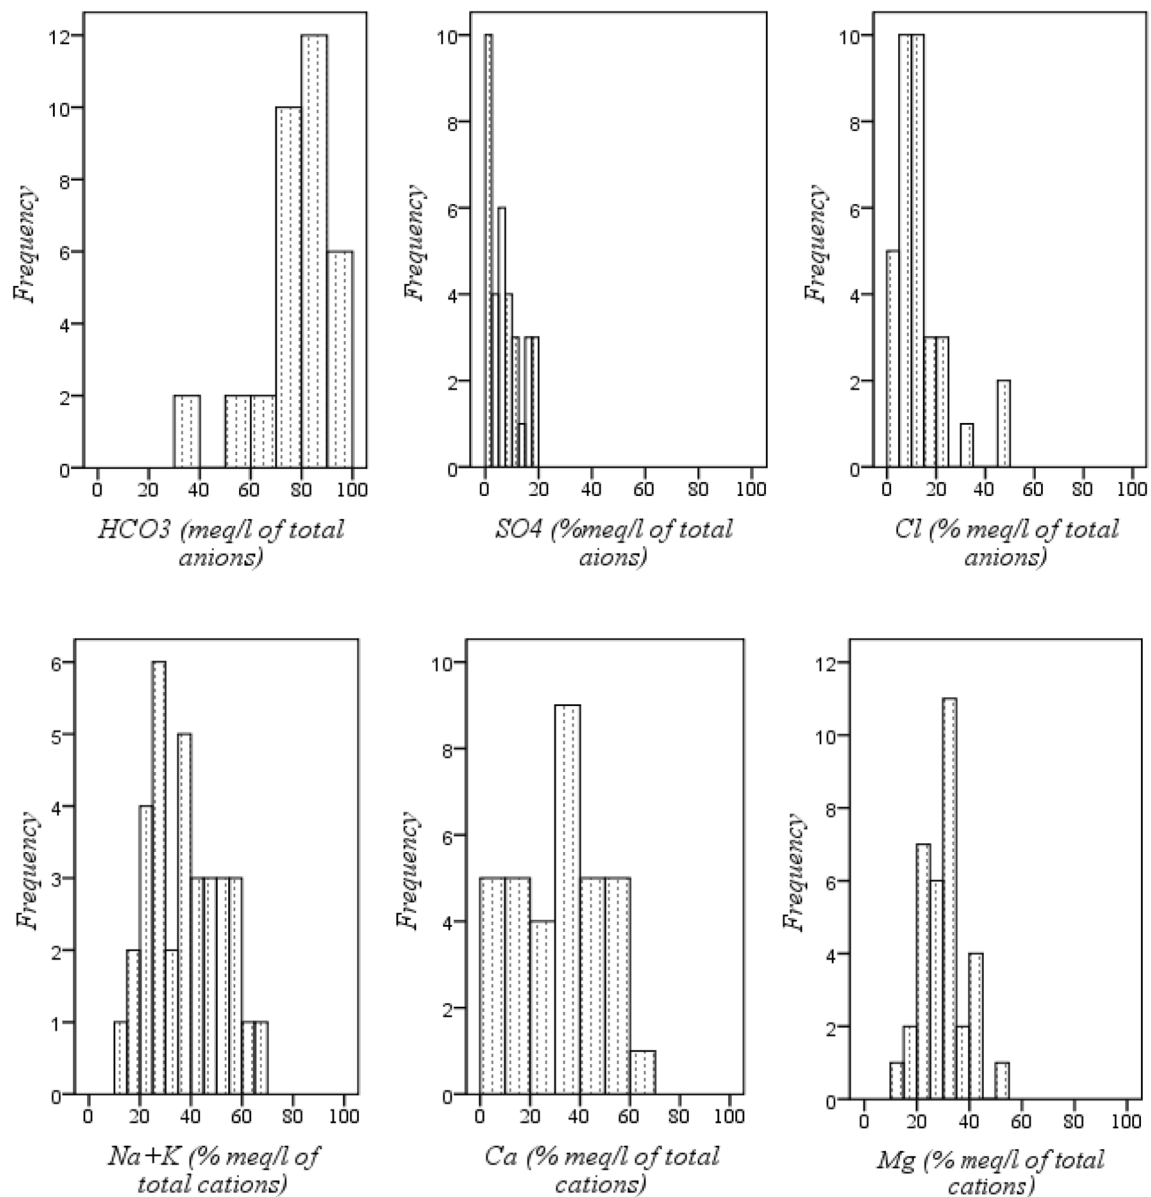 12
10
8
6
4
2
0
Frequency
0 20 40 60 80 100
HCO3 (meq/l of total
anions)
10
8
6
4
2
0
Frequency
0 20 40 60 80 100
SO4 (%meq/l of total
aions)
10
8
6
4
2
0
Frequency
0 20 40 60 80 100
Cl (% meq/l of total
anions)
6
5
4
3
2
1
0
Frequency
0 20 40 60 80 100
Na+K (% meq/l of
total cations)
10
8
6
4
2
0
Frequency
0 20 40 60 80 100
Ca (% meq/l of total
cations)
12
10
8
6
4
2
0
Frequency
0 20 40 60 80 100
Mg (% meq/l of total
cations)